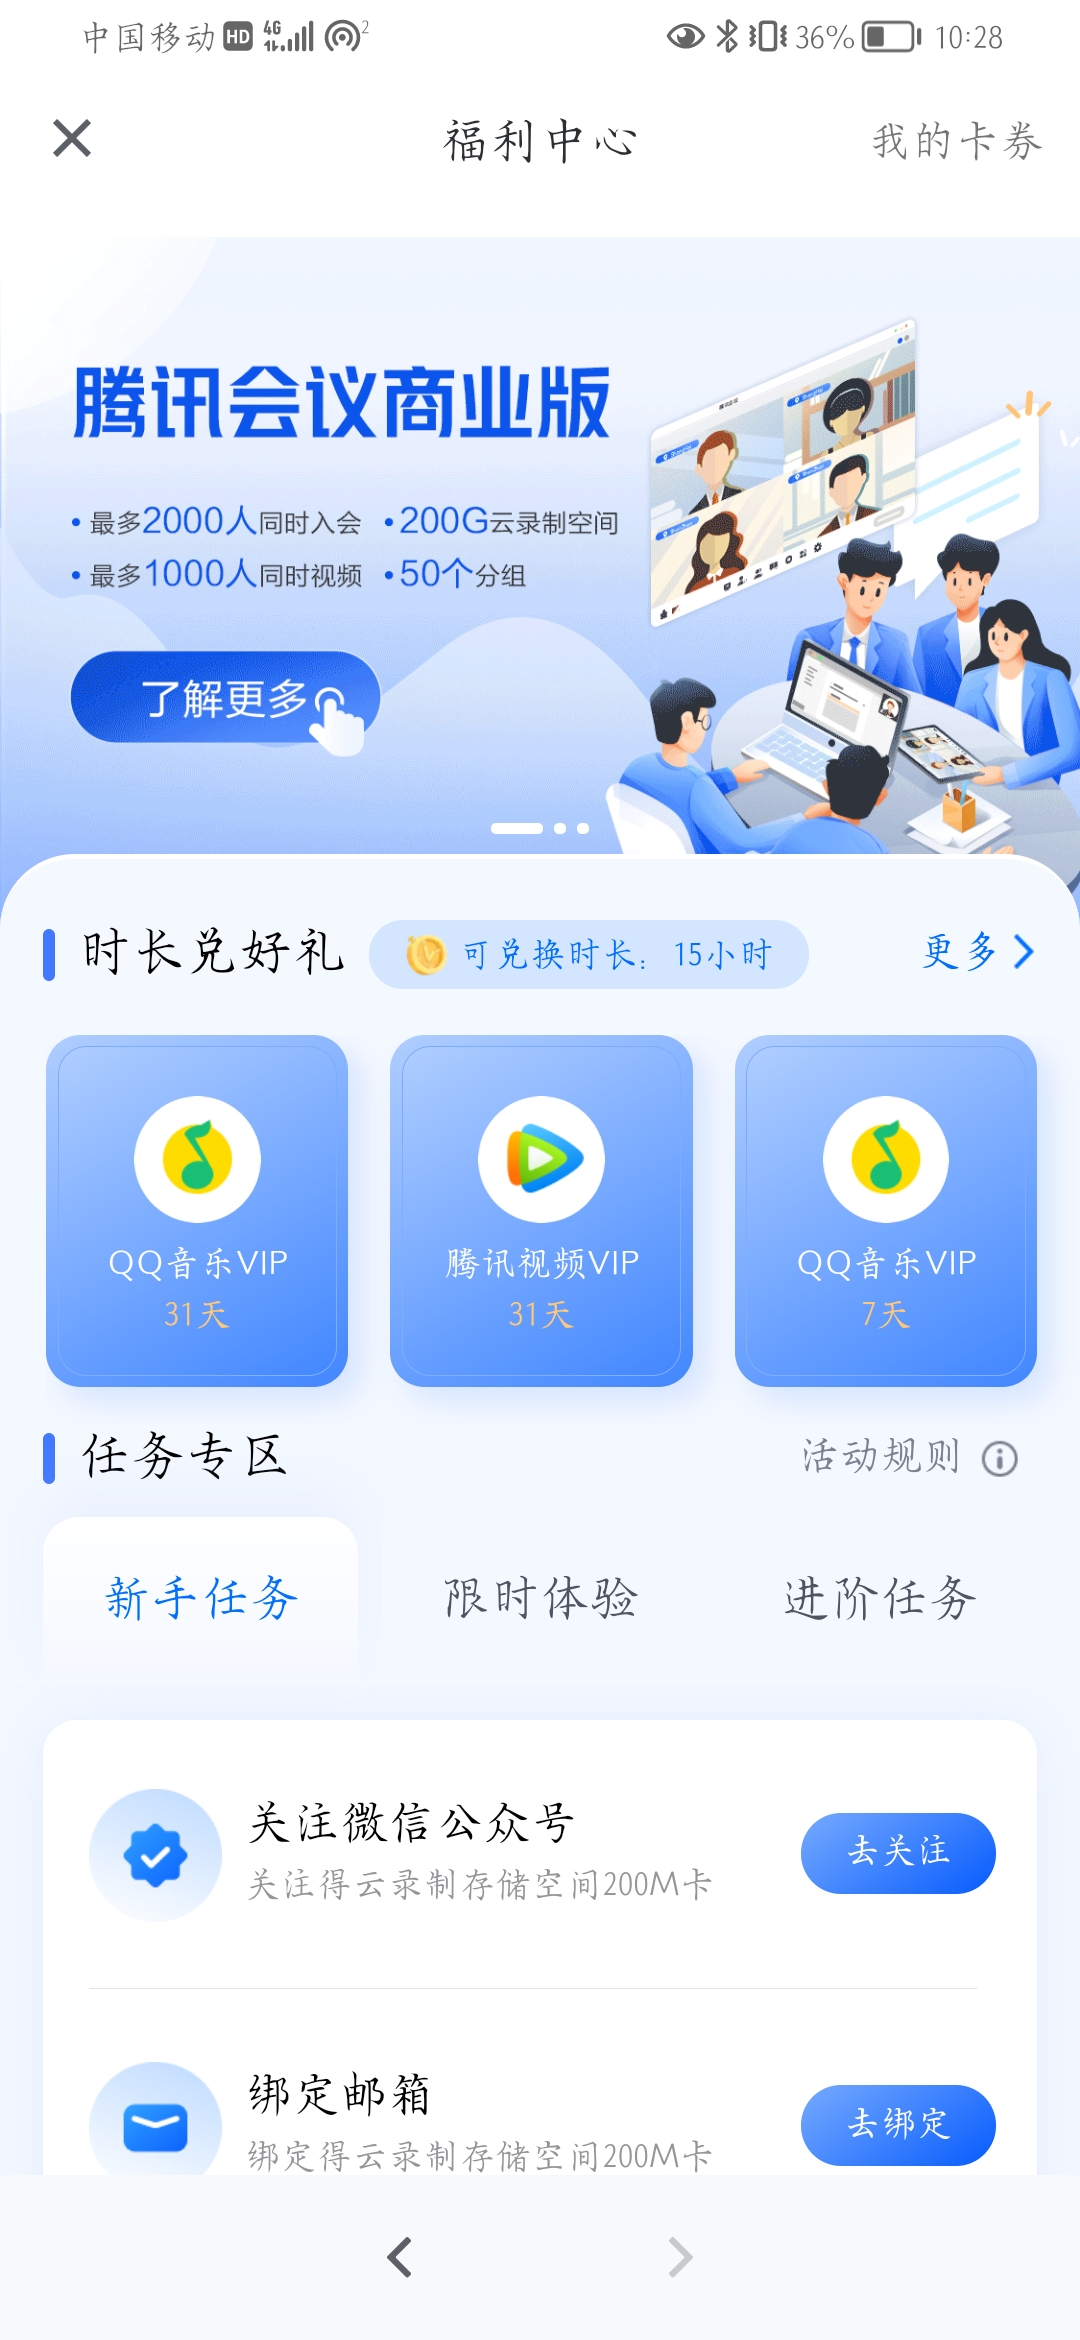 中国移动 HD 4G 2 36% 10:28
福利中心 我的卡券
腾讯会议商业版
• 最多2000人同时入会 • 200G云录制空间
• 最多1000人同时视频 • 50个分组
了解更多
时长兑好礼 可兑换时长：15小时 更多
QQ音乐VIP 腾讯视频VIP QQ音乐VIP
31天 31天 7天
任务专区 活动规则
新手任务 限时体验 进阶任务
关注微信公众号
关注得云录制存储空间200M卡
去关注
绑定邮箱
绑定得云录制存储空间200M卡
去绑定